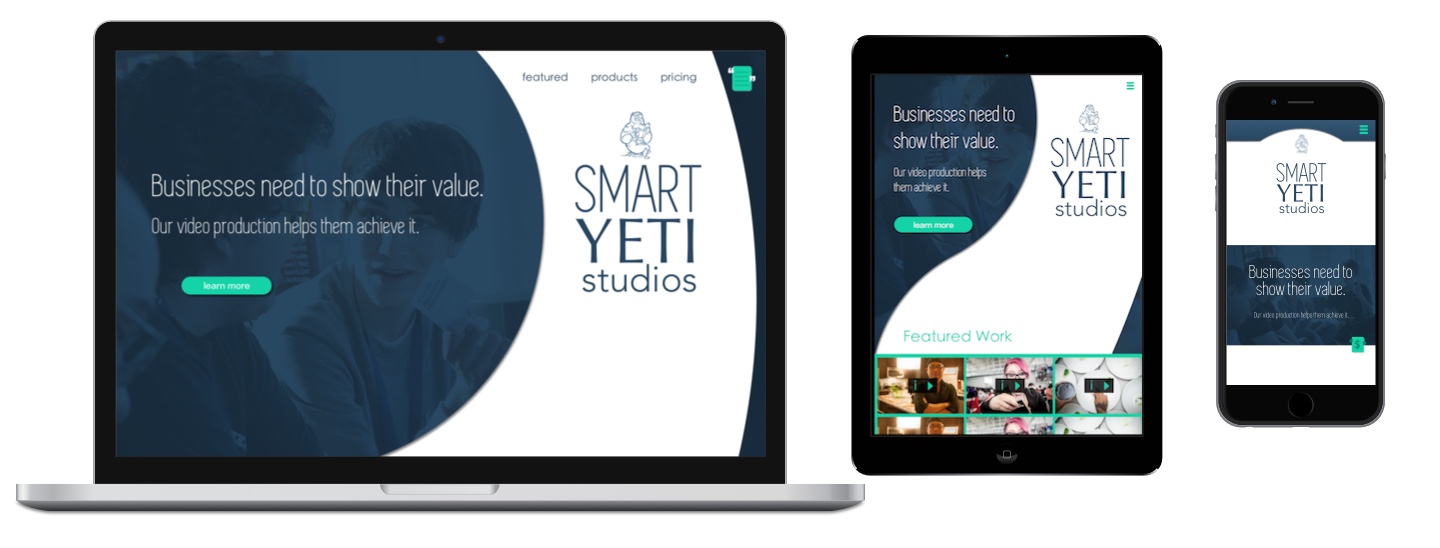 featured products pricing
Businesses need to show their value.
Our video production helps them achieve it.
learn more
SMART
YETI
studios
Businesses need to
show their value.
Our video production helps
them achieve it.
learn more
SMART
YETI
studios
Featured Work
SMART
YETI
studios
Businesses need to
show their value.
Our video production helps them achieve it.
$